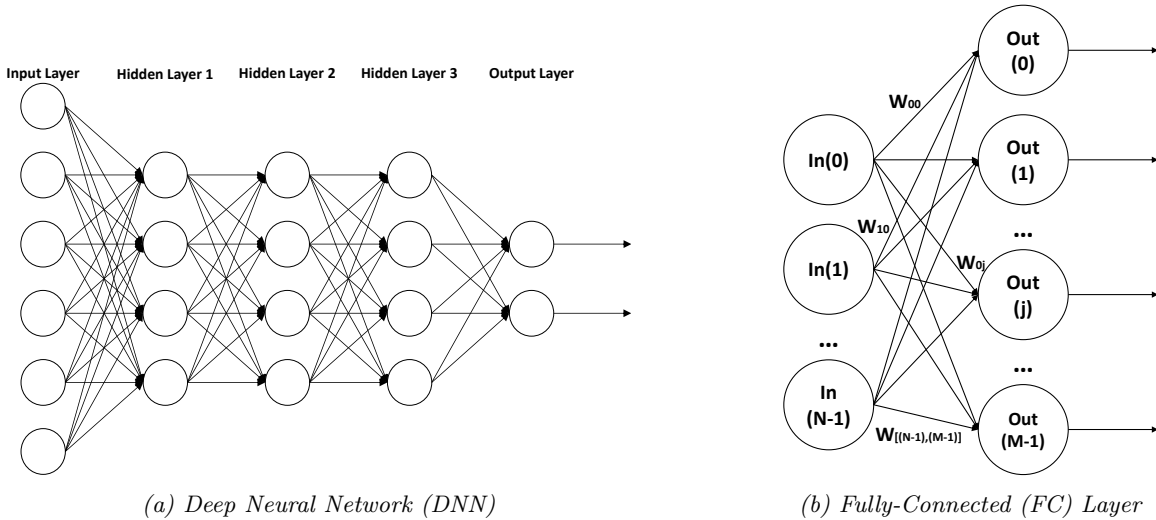 Input Layer
Hidden Layer 1
Hidden Layer 2
Hidden Layer 3
Output Layer
(a) Deep Neural Network (DNN)
Out
(0)
W00
In(0)
Out
(1)
W10
...
In(1)
W0j
Out
(j)
...
...
In
(N-1)
W[(N-1),(M-1)]
Out
(M-1)
(b) Fully-Connected (FC) Layer